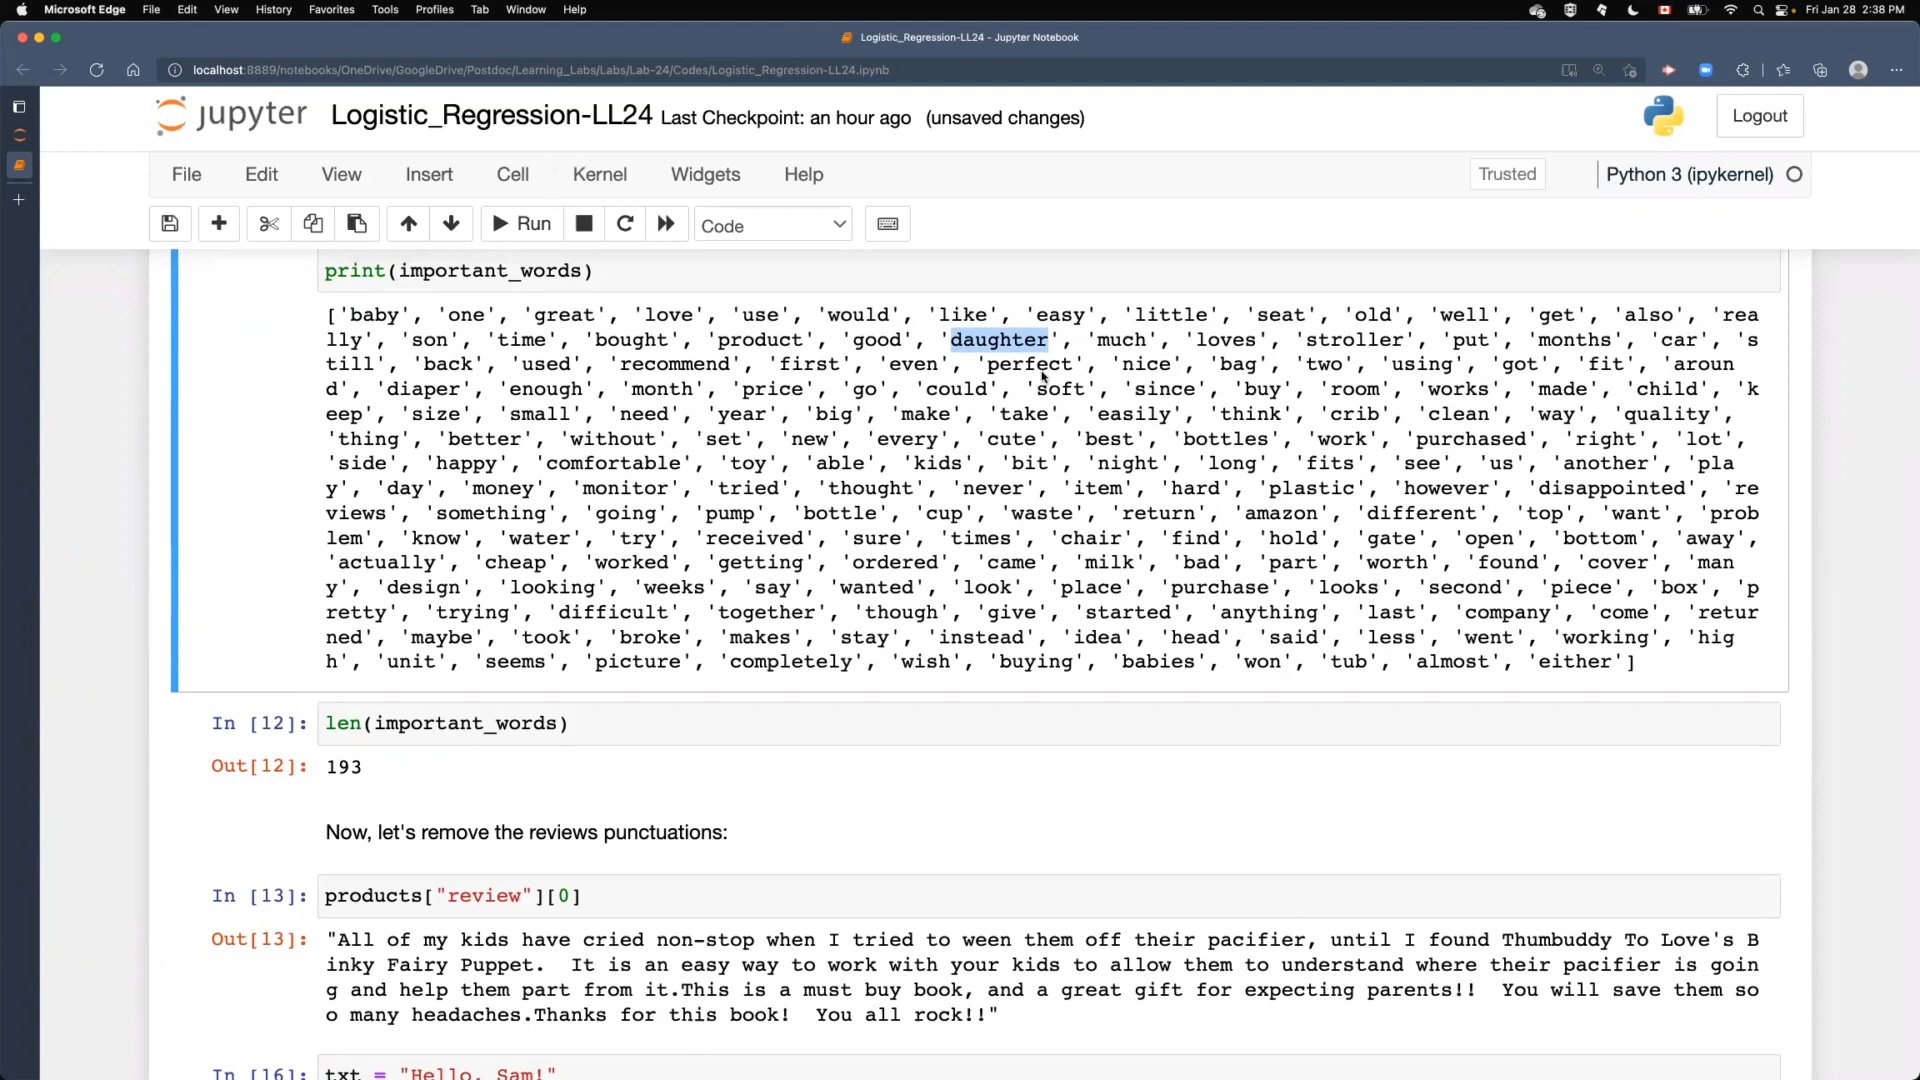 Microsoft Edge File Edit View History Favorites Tools Profiles Tab Window Help Fri Jan 28 2:38 PM
Logistic_Regression-LL24 - Jupyter Notebook
localhost:8889/notebooks/OneDrive/GoogleDrive/Postdoc/Learning_Labs/Labs/Lab-24/Codes/Logistic_Regression-LL24.ipynb
jupyter Logistic_Regression-LL24 Last Checkpoint: an hour ago (unsaved changes) Logout
File Edit View Insert Cell Kernel Widgets Help Trusted Python 3 (ipykernel)
Run Code
print(important_words)
['baby', 'one', 'great', 'love', 'use', 'would', 'like', 'easy', 'little', 'seat', 'old', 'well', 'get', 'also', 'rea
lly', 'son', 'time', 'bought', 'product', 'good', 'daughter', 'much', 'loves', 'stroller', 'put', 'months', 'car', 's
till', 'back', 'used', 'recommend', 'first', 'even', 'perfect', 'nice', 'bag', 'two', 'using', 'got', 'fit', 'aroun
d', 'diaper', 'enough', 'month', 'price', 'go', 'could', 'soft', 'since', 'buy', 'room', 'works', 'made', 'child', 'k
eep', 'size', 'small', 'need', 'year', 'big', 'make', 'take', 'easily', 'think', 'crib', 'clean', 'way', 'quality',
'thing', 'better', 'without', 'set', 'new', 'every', 'cute', 'best', 'bottles', 'work', 'purchased', 'right', 'lot',
'side', 'happy', 'comfortable', 'toy', 'able', 'kids', 'bit', 'night', 'long', 'fits', 'see', 'us', 'another', 'pla
y', 'day', 'money', 'monitor', 'tried', 'thought', 'never', 'item', 'hard', 'plastic', 'however', 'disappointed', 're
views', 'something', 'going', 'pump', 'bottle', 'cup', 'waste', 'return', 'amazon', 'different', 'top', 'want', 'prob
lem', 'know', 'water', 'try', 'received', 'sure', 'times', 'chair', 'find', 'hold', 'gate', 'open', 'bottom', 'away',
'actually', 'cheap', 'worked', 'getting', 'ordered', 'came', 'milk', 'bad', 'part', 'worth', 'found', 'cover', 'man
y', 'design', 'looking', 'weeks', 'say', 'wanted', 'look', 'place', 'purchase', 'looks', 'second', 'piece', 'box', 'p
retty', 'trying', 'difficult', 'together', 'though', 'give', 'started', 'anything', 'last', 'company', 'come', 'retur
ned', 'maybe', 'took', 'broke', 'makes', 'stay', 'instead', 'idea', 'head', 'said', 'less', 'went', 'working', 'hig
h', 'unit', 'seems', 'picture', 'completely', 'wish', 'buying', 'babies', 'won', 'tub', 'almost', 'either']
In [12]: len(important_words)
Out[12]: 193
Now, let's remove the reviews punctuations:
In [13]: products["review"][0]
Out[13]: "All of my kids have cried non-stop when I tried to ween them off their pacifier, until I found Thumbuddy To Love's B
inky Fairy Puppet.  It is an easy way to work with your kids to allow them to understand where their pacifier is goin
g and help them part from it.This is a must buy book, and a great gift for expecting parents!!  You will save them so
o many headaches.Thanks for this book!  You all rock!!"
In [16]: txt = "Hello, Sam!"